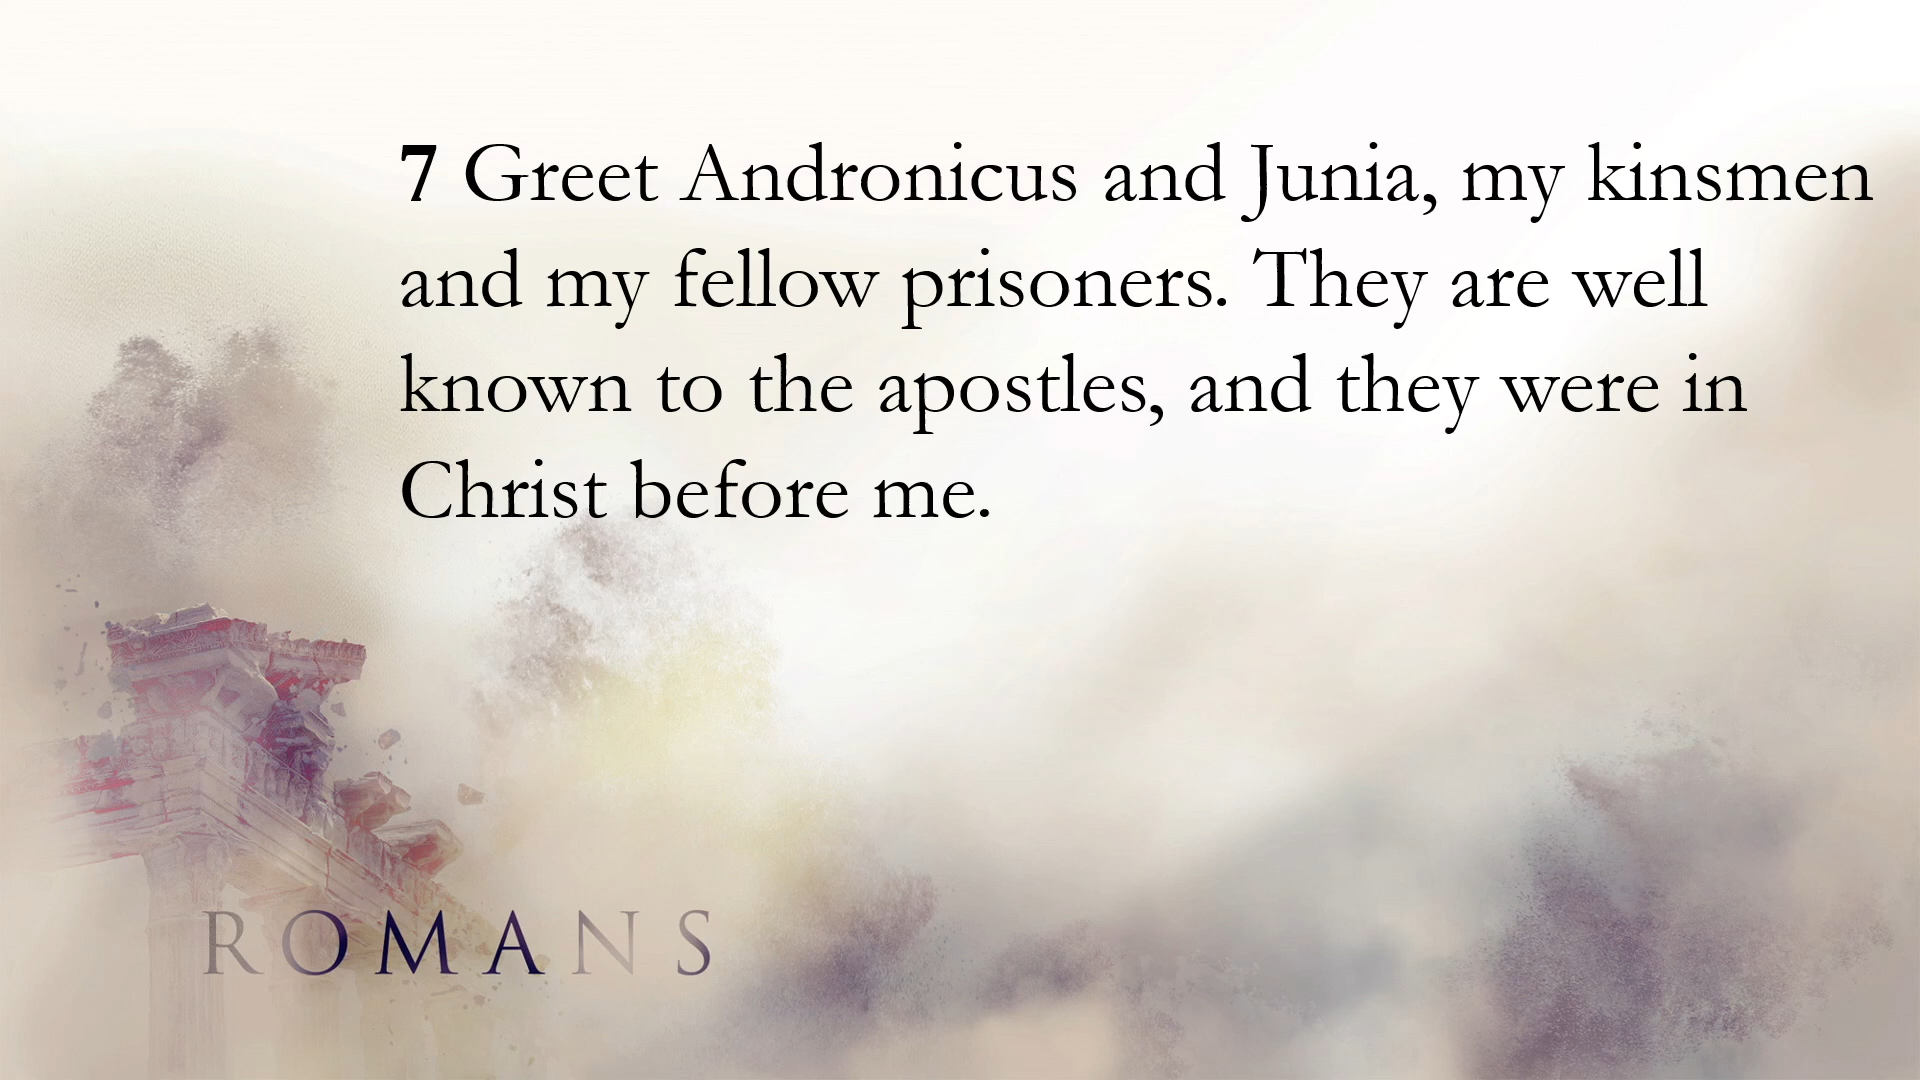 7 Greet Andronicus and Junia, my kinsmen
and my fellow prisoners. They are well
known to the apostles, and they were in
Christ before me.
ROMANS